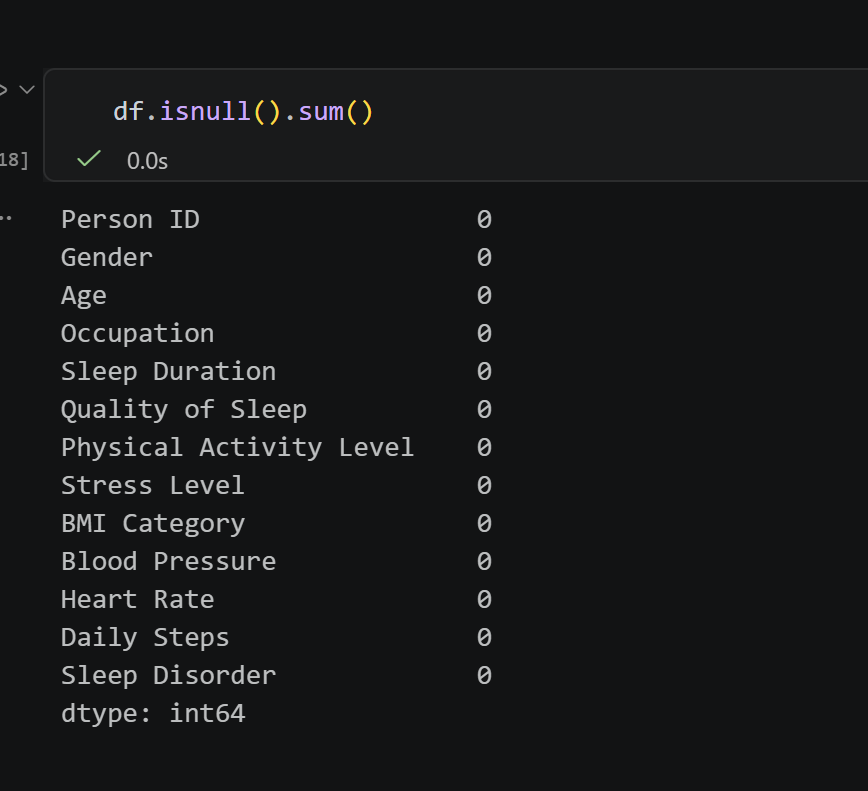 df.isnull().sum()
18]
0.0s
Person ID 0
Gender 0
Age 0
Occupation 0
Sleep Duration 0
Quality of Sleep 0
Physical Activity Level 0
Stress Level 0
BMI Category 0
Blood Pressure 0
Heart Rate 0
Daily Steps 0
Sleep Disorder 0
dtype: int64